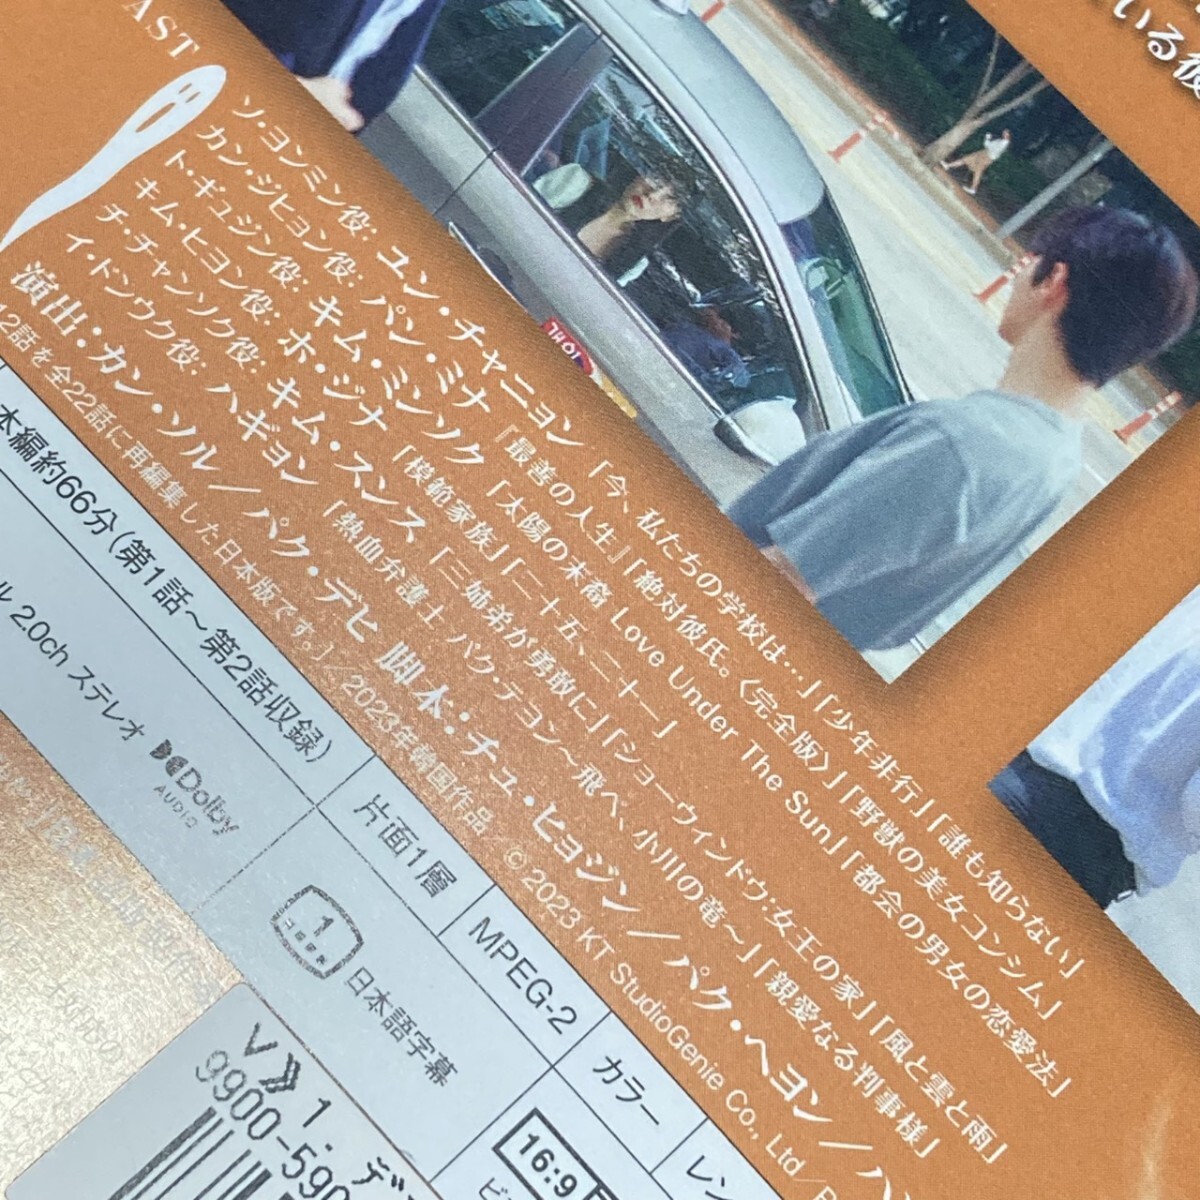 いる彼
AST
ソ・ヨンミン役：ユン・チャニョン「今、私たちの学校は…」「少年非行」「誰も知らない」
カン・ジヒョン役：パン・ミナ『最善の人生』「絶対彼氏。〈完全版〉」「野獣の美女コンシム」
ト・ギュジン役：キム・ミンソク「太陽の末裔 Love Under The Sun」「都会の男女の恋愛法」
キム・ヒヨン役：ホ・ジナ「模範家族」「二十五、二十一」
チ・チャンソク役：キム・スンス「三姉弟が勇敢に」「ショーウィンドウ：女王の家」「風と雲と雨」
イ・ドンウク役：ハギョン「熱血弁護士 パク・テヨン～飛べ、小川の竜～」「親愛なる判事様」
演出・カン・ソル／パク・デヒ 脚本・チュ・ヒョジン／パク・ヘヨン／ハ
12話を全22話に再編集した日本版です。」／2023年韓国作品／©2023 KT StudioGenie Co., Ltd
本編約66分（第1話～第2話収録）
片面1層
MPEG-2
カラー
レン
ル 2.0ch ステレオ
Dolby
AUDIO
1
日本語字幕
16:9
개인
1.
デ
9900-590